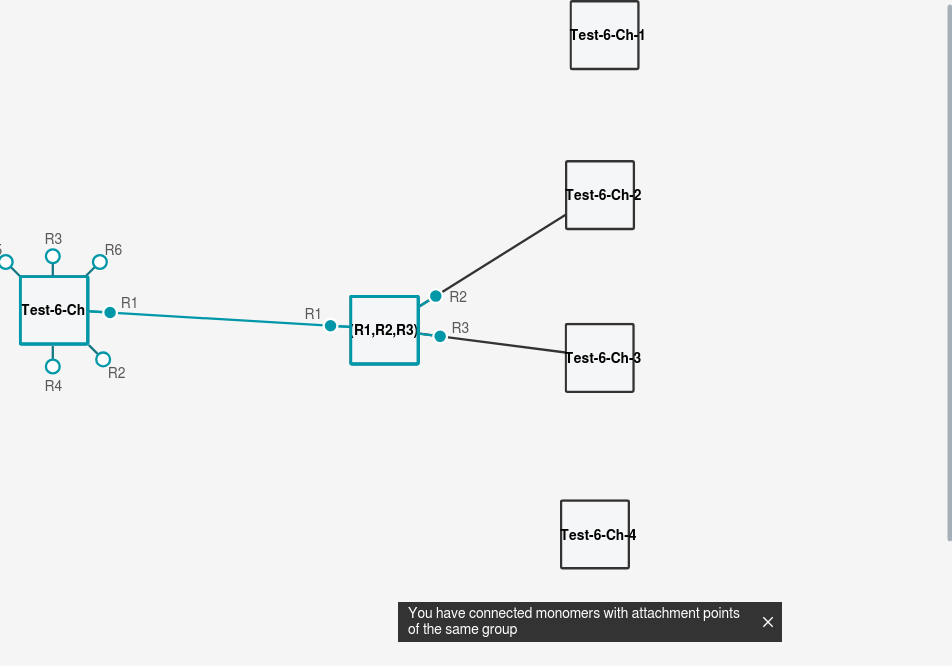 Test-6-Ch-1
Test-6-Ch-2
R3
R6
R2
R1
R1
R3
Test-6-Ch
(R1,R2,R3)
Test-6-Ch-3
R2
R4
Test-6-Ch-4
You have connected monomers with attachment points
of the same group